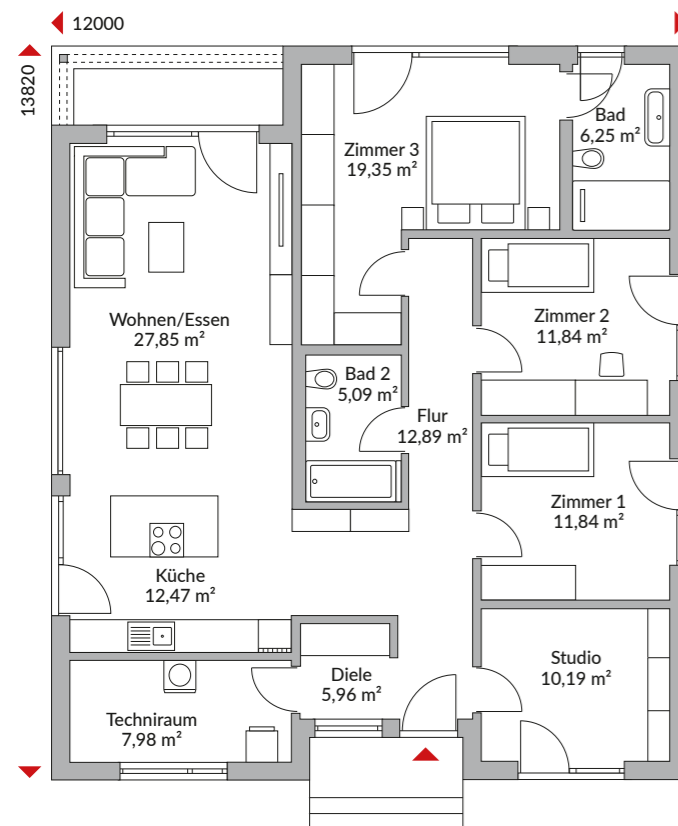 12000
13820
Bad
6,25 m²
Zimmer 3
19,35 m²
Wohnen/Essen
27,85 m²
Zimmer 2
11,84 m²
Bad 2
5,09 m²
Flur
12,89 m²
Zimmer 1
11,84 m²
Küche
12,47 m²
Studio
10,19 m²
Diele
5,96 m²
Techniraum
7,98 m²